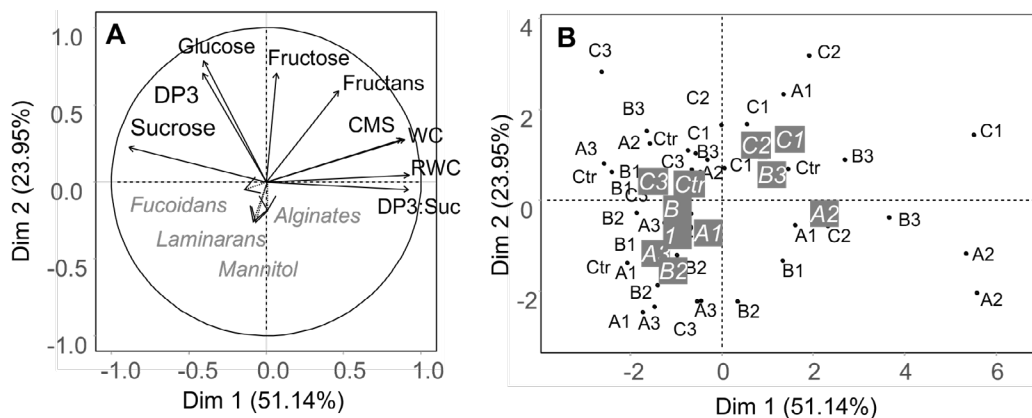 A
1.0
0.5
0.0
-0.5
-1.0
Dim 2 (23.95%)
Glucose
Fructose
DP3
Fructans
Sucrose
CMS
WC
RWC
DP3:Suc
Fucoidans
Alginates
Laminarans
Mannitol
-1.0 -0.5 0.0 0.5 1.0
Dim 1 (51.14%)
B
4
2
0
-2
Dim 2 (23.95%)
C3 C2
A1
B3 C2 C1 C1
A2 Ctr C1 C2 C1
A3 B3 B3
Ctr B1 C3 A2 C1 B3 Ctr
B1 C3 Ctr
C3 B
B2 A3 1 A1 A1 A2 C2 B3
B1 B2 B2 B1 A2
Ctr A1
B2 A3 B2 A2
A1 A3 C3
-2 0 2 4 6
Dim 1 (51.14%)